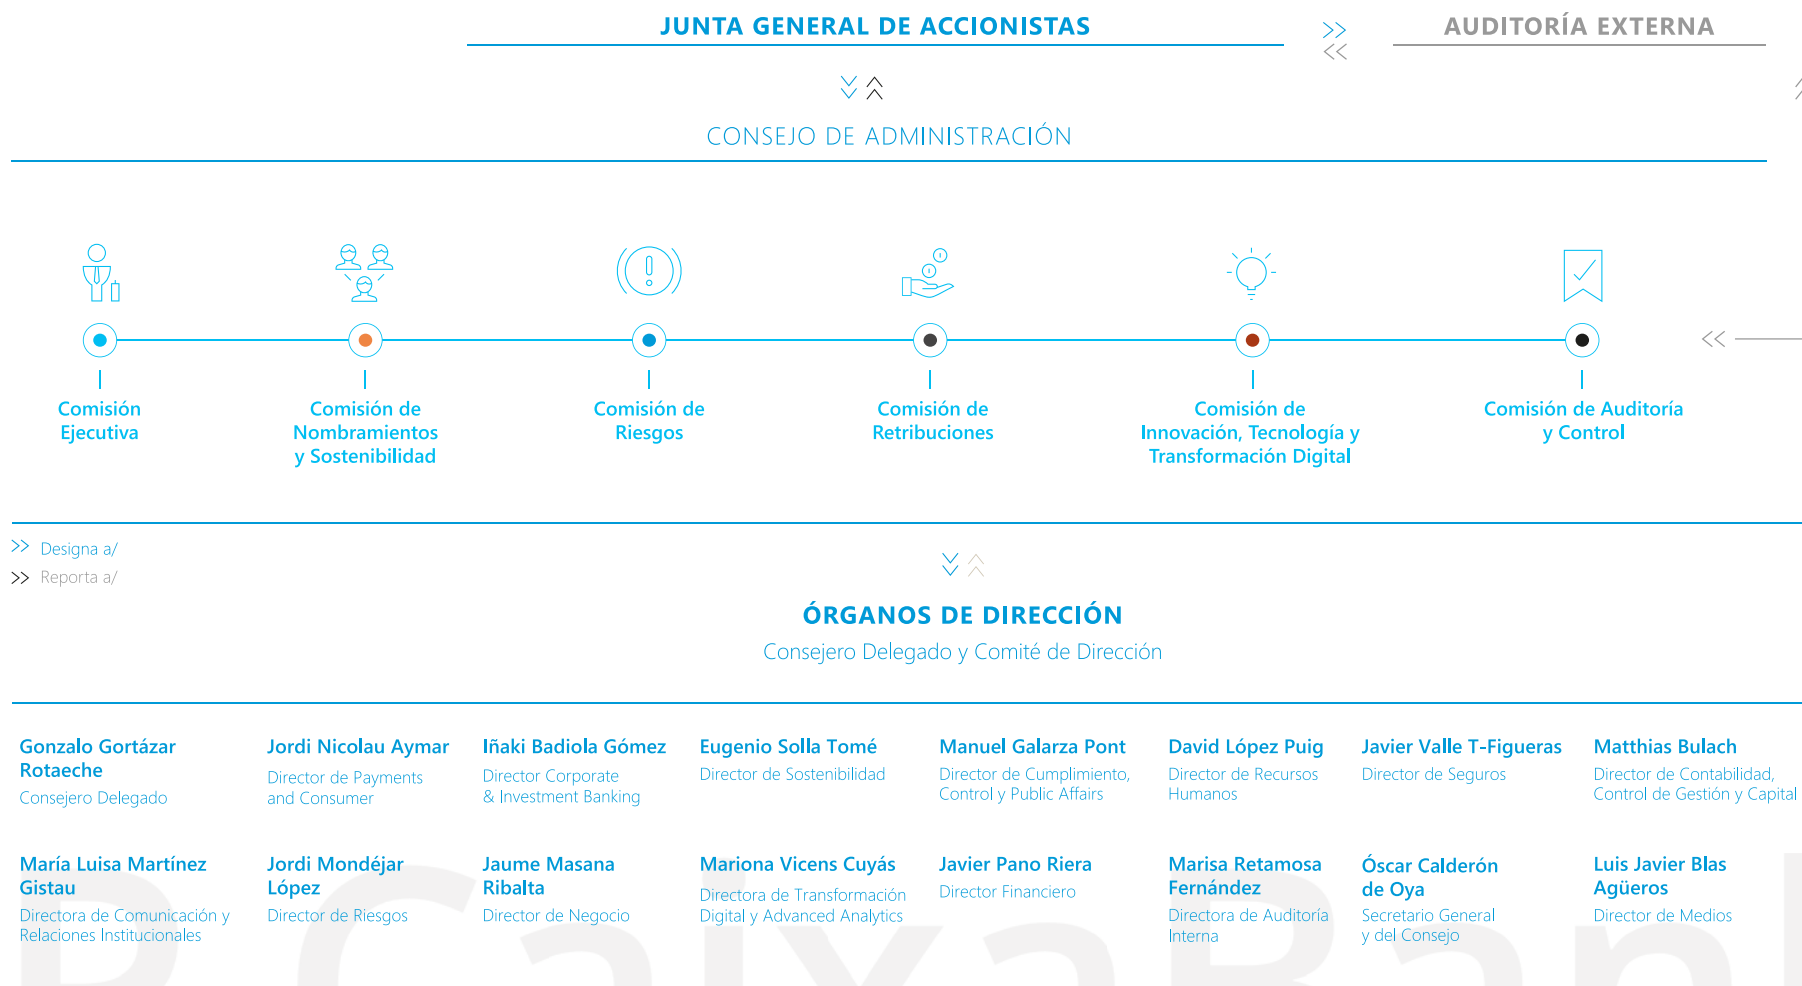 JUNTA GENERAL DE ACCIONISTAS
AUDITORÍA EXTERNA
CONSEJO DE ADMINISTRACIÓN
Comisión
Ejecutiva
Comisión de
Nombramientos
y Sostenibilidad
Comisión de
Riesgos
Comisión de
Retribuciones
Comisión de
Innovación, Tecnología y
Transformación Digital
Comisión de Auditoría
y Control
Designa a/
Reporta a/
ÓRGANOS DE DIRECCIÓN
Consejero Delegado y Comité de Dirección
Gonzalo Gortázar
Rotaeche
Consejero Delegado
Jordi Nicolau Aymar
Director de Payments
and Consumer
Iñaki Badiola Gómez
Director Corporate
& Investment Banking
Eugenio Solla Tomé
Director de Sostenibilidad
Manuel Galarza Pont
Director de Cumplimiento,
Control y Public Affairs
David López Puig
Director de Recursos
Humanos
Javier Valle T-Figueras
Director de Seguros
Matthias Bulach
Director de Contabilidad,
Control de Gestión y Capital
María Luisa Martínez
Gistau
Directora de Comunicación y
Relaciones Institucionales
Jordi Mondéjar
López
Director de Riesgos
Jaume Masana
Ribalta
Director de Negocio
Mariona Vicens Cuyás
Directora de Transformación
Digital y Advanced Analytics
Javier Pano Riera
Director Financiero
Marisa Retamosa
Fernández
Directora de Auditoría
Interna
Óscar Calderón
de Oya
Secretario General
y del Consejo
Luis Javier Blas
Agüeros
Director de Medios